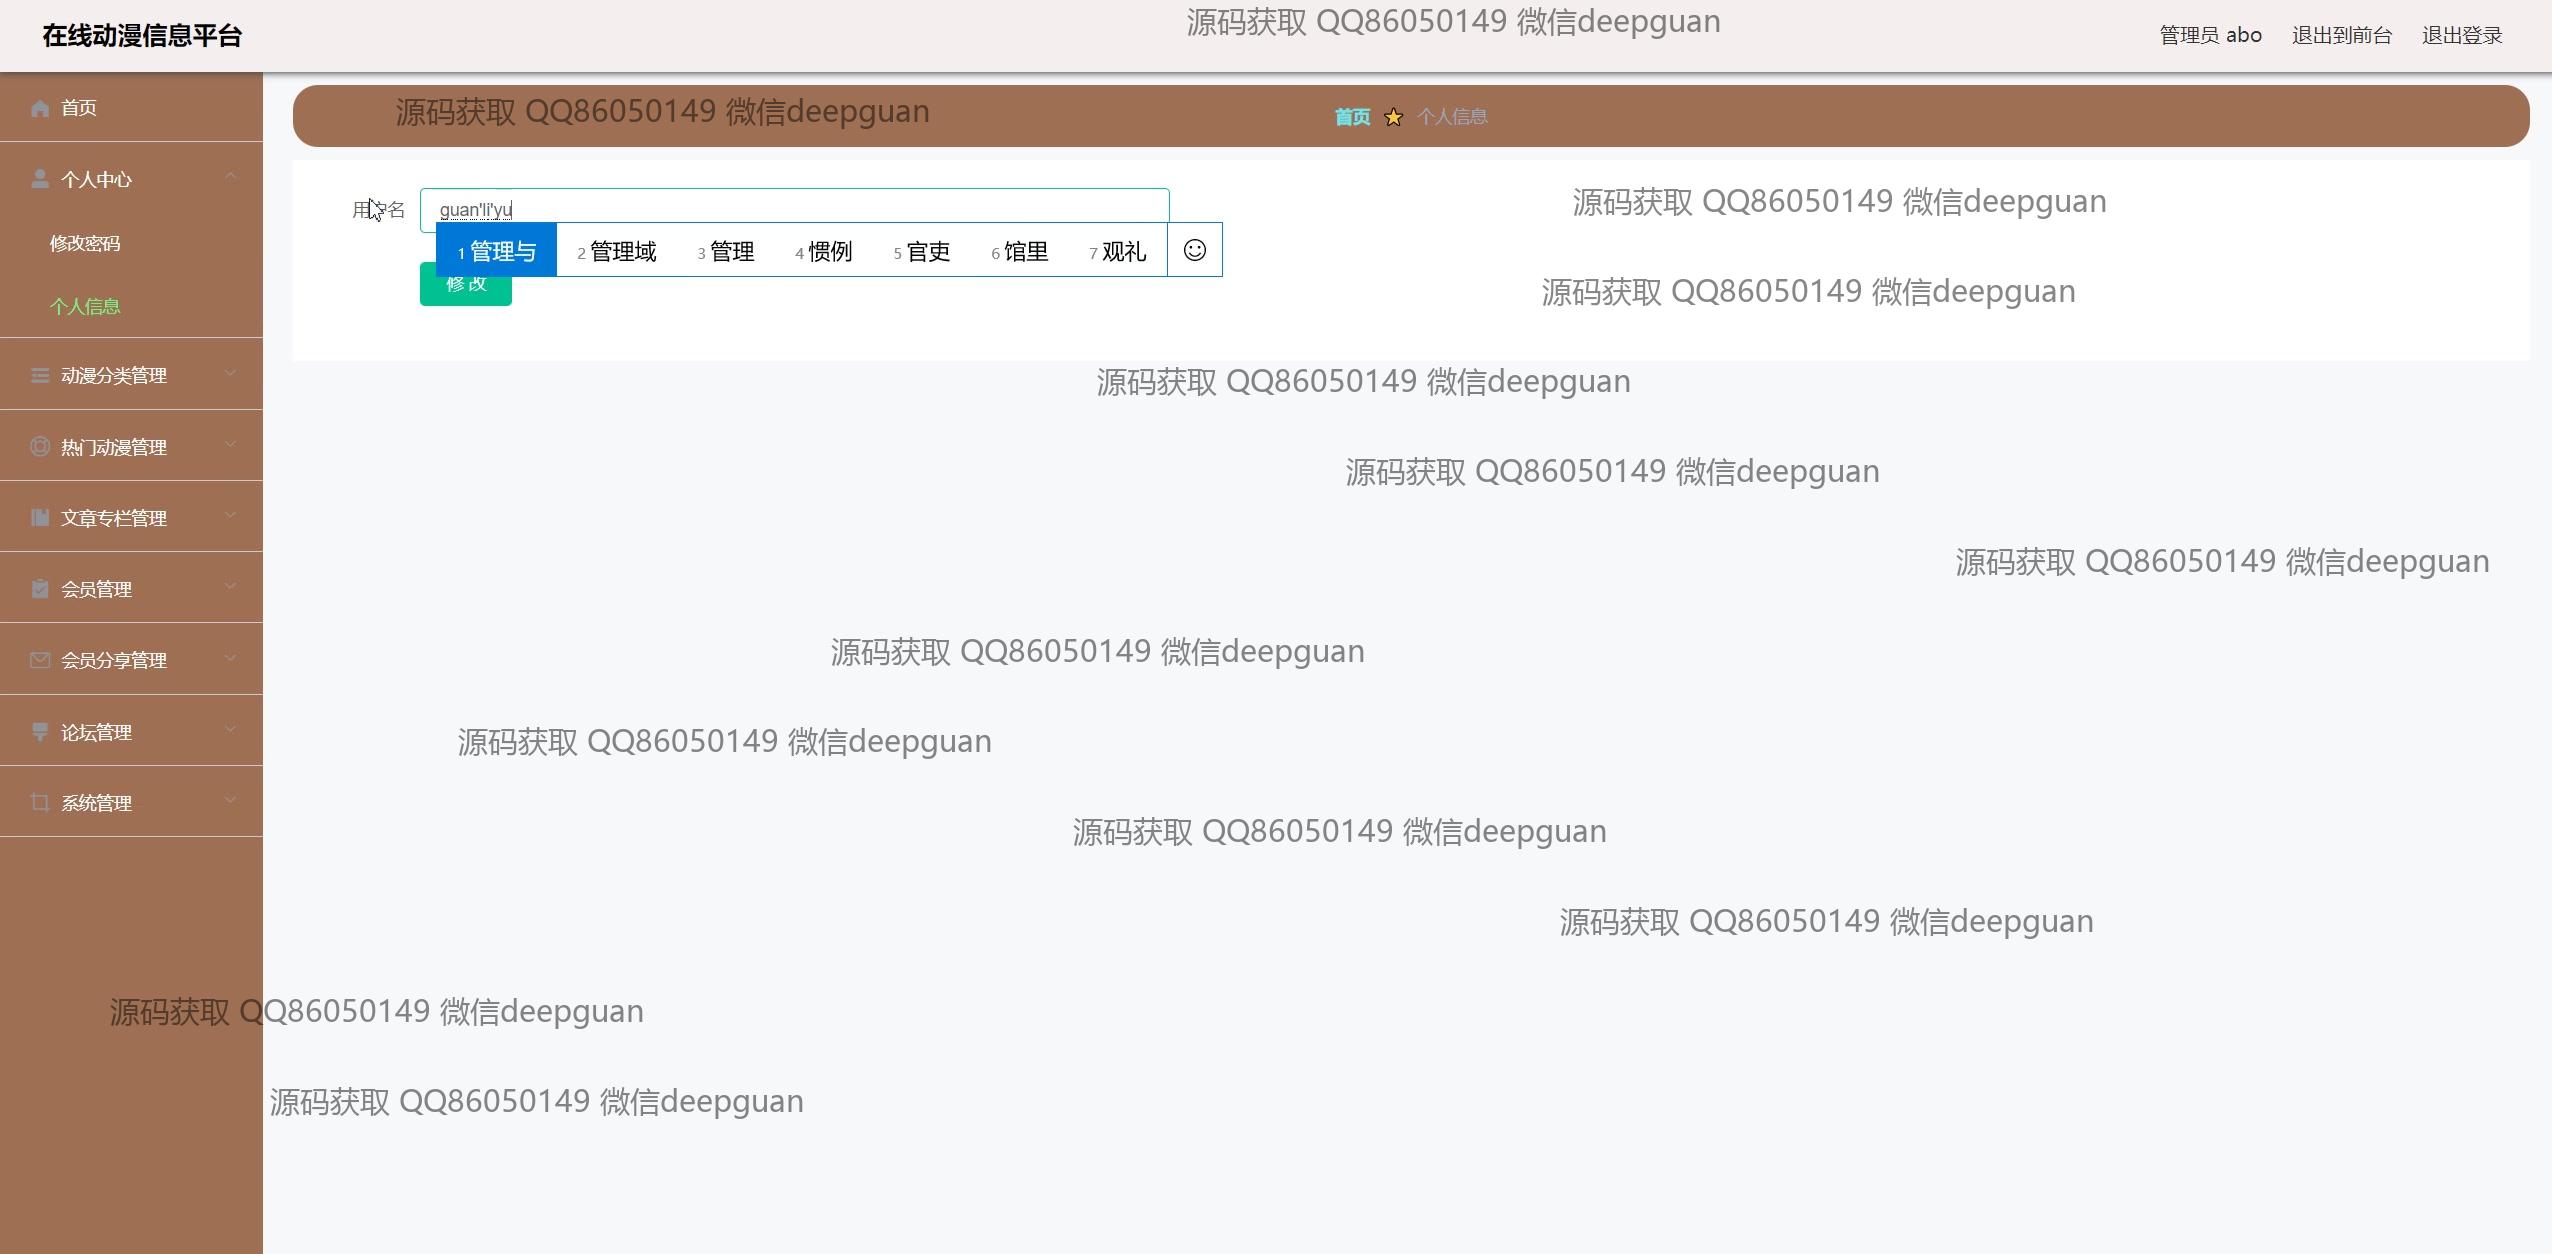 在线动漫信息平台
源码获取 QQ86050149 微信deepguan
管理员 abo 退出到前台 退出登录
首页
源码获取 QQ86050149 微信deepguan
首页 个人信息
个人中心
修改密码
个人信息
用户名
guan'li'yu
1 管理与 2 管理域 3 管理 4 惯例 5 官吏 6 馆里 7 观礼
修改
源码获取 QQ86050149 微信deepguan
源码获取 QQ86050149 微信deepguan
动漫分类管理
源码获取 QQ86050149 微信deepguan
热门动漫管理
源码获取 QQ86050149 微信deepguan
文章专栏管理
源码获取 QQ86050149 微信deepguan
会员管理
会员分享管理
源码获取 QQ86050149 微信deepguan
论坛管理
源码获取 QQ86050149 微信deepguan
系统管理
源码获取 QQ86050149 微信deepguan
源码获取 QQ86050149 微信deepguan
源码获取 QQ86050149 微信deepguan
源码获取 QQ86050149 微信deepguan